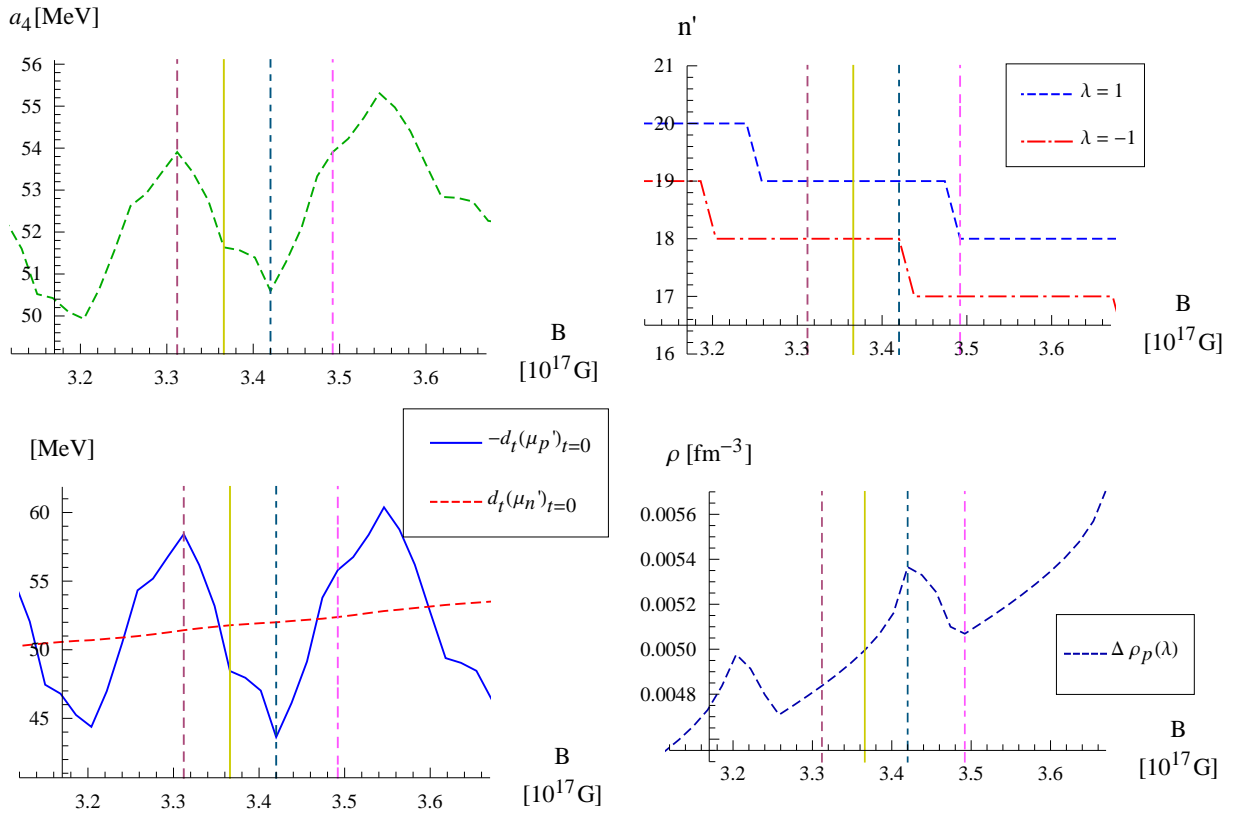 a4 [MeV]
56
55
54
53
52
51
50
3.2 3.3 3.4 3.5 3.6
B
[10^17 G]
n'
21
20
19
18
17
16
3.2 3.3 3.4 3.5 3.6
λ = 1
λ = −1
B
[10^17 G]
[MeV]
60
55
50
45
3.2 3.3 3.4 3.5 3.6
−d_t(μ_p')_{t=0}
d_t(μ_n')_{t=0}
B
[10^17 G]
ρ [fm^−3]
0.0056
0.0054
0.0052
0.0050
0.0048
3.2 3.3 3.4 3.5 3.6
Δ ρ_p(λ)
B
[10^17 G]